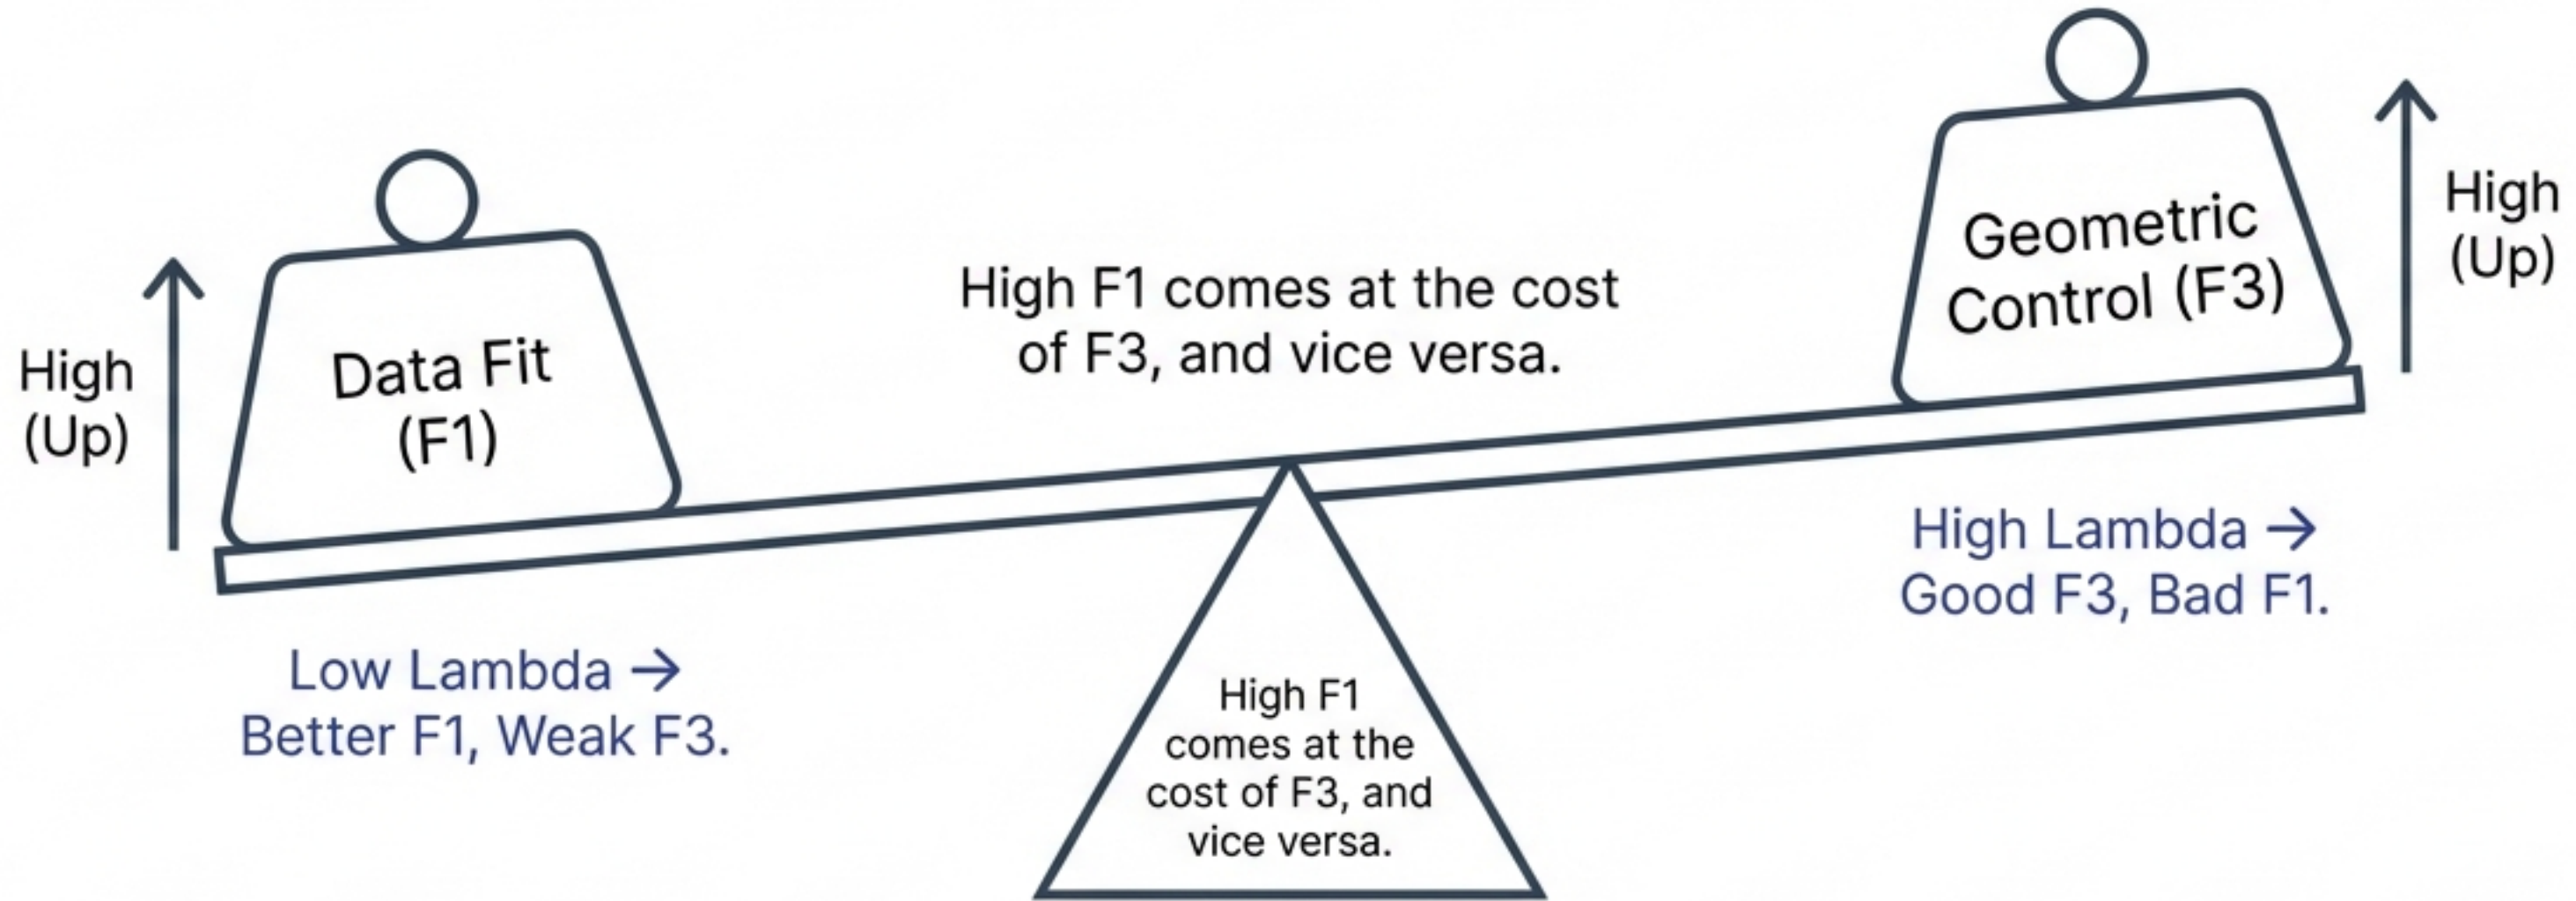 High
(Up)
Data Fit
(F1)
High F1 comes at the cost
of F3, and vice versa.
Geometric
Control (F3)
High
(Up)
Low Lambda →
Better F1, Weak F3.
High F1
comes at the
cost of F3, and
vice versa.
High Lambda →
Good F3, Bad F1.